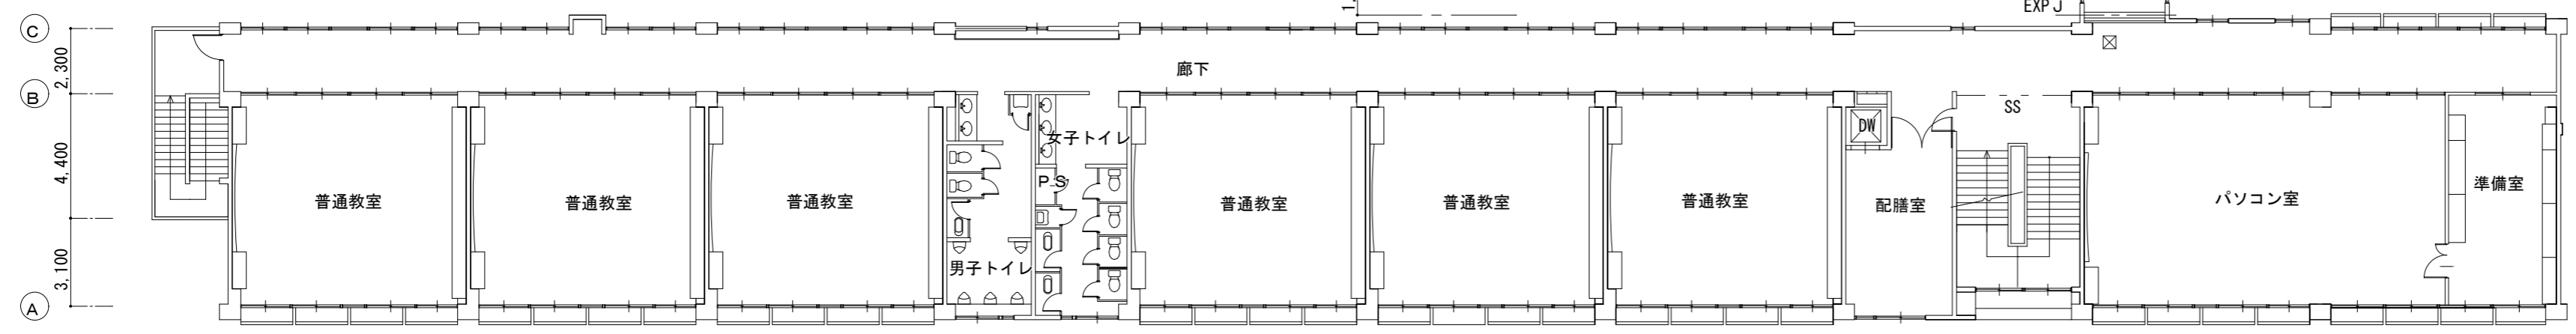 1.
EXP J
C
2,300
廊下
B
SS
DW
女子トイレ
4,400
P S
普通教室
普通教室
普通教室
普通教室
普通教室
普通教室
配膳室
パソコン室
準備室
男子トイレ
3,100
A